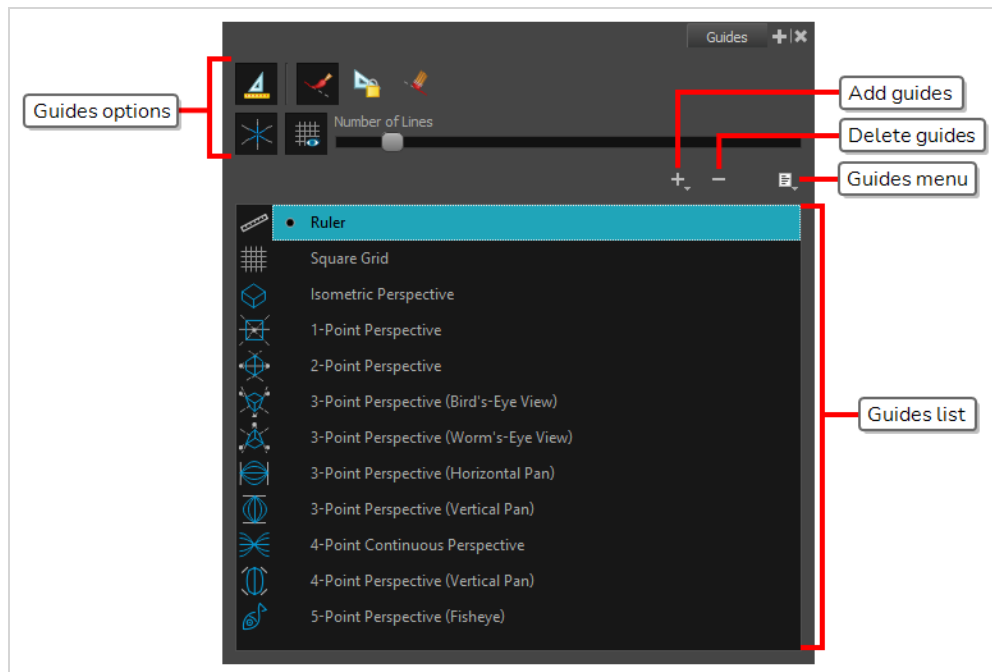 Guides
Guides options
Number of Lines
Add guides
Delete guides
Guides menu
Ruler
Square Grid
Isometric Perspective
1-Point Perspective
2-Point Perspective
3-Point Perspective (Bird's-Eye View)
3-Point Perspective (Worm's-Eye View)
3-Point Perspective (Horizontal Pan)
3-Point Perspective (Vertical Pan)
4-Point Continuous Perspective
4-Point Perspective (Vertical Pan)
5-Point Perspective (Fisheye)
Guides list